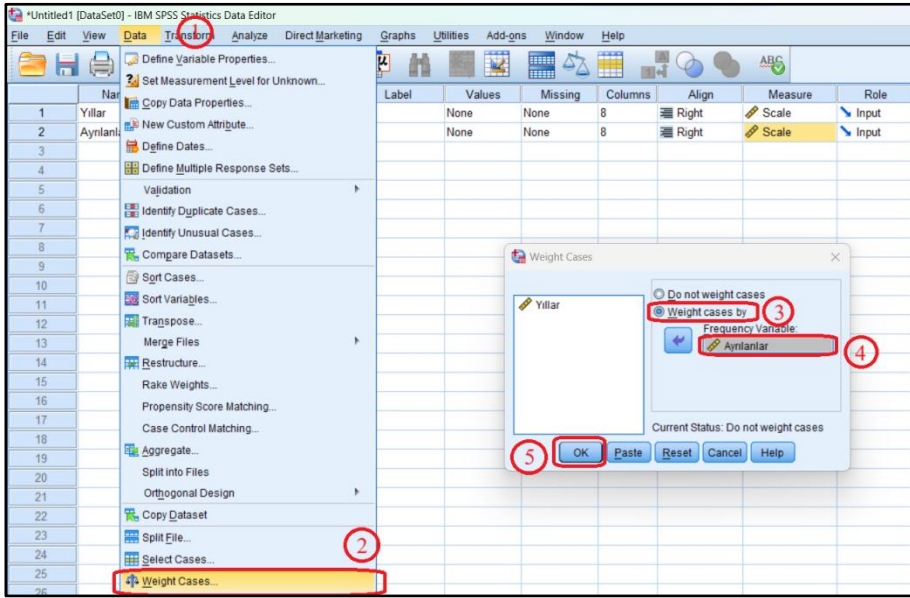 *Untitled1 [DataSet0] - IBM SPSS Statistics Data Editor
File Edit View Data Transform Analyze Direct Marketing Graphs Utilities Add-ons Window Help
1
Label Values Missing Columns Align Measure Role
1 Yıllar None None 8 Right Scale Input
2 None None 8 Right Scale Input
3
4
5
6
7
8
9
10
11
12
13
14
15
16
17
18
19
20
21
22
23
24
25
26
Define Variable Properties...
Set Measurement Level for Unknown...
Copy Data Properties...
New Custom Attribute...
Define Dates...
Define Multiple Response Sets...
Validation
Identify Duplicate Cases...
Identify Unusual Cases...
Compare Datasets...
Sort Cases...
Sort Variables...
Transpose...
Merge Files
Restructure...
Rake Weights...
Propensity Score Matching...
Case Control Matching...
Aggregate...
Split into Files
Orthogonal Design
Copy Dataset
Split File...
2
Select Cases...
Weight Cases...
Weight Cases
Yıllar
Do not weight cases
Weight cases by 3
Frequency Variable:
Ayrılanlar 4
Current Status: Do not weight cases
5 OK Paste Reset Cancel Help